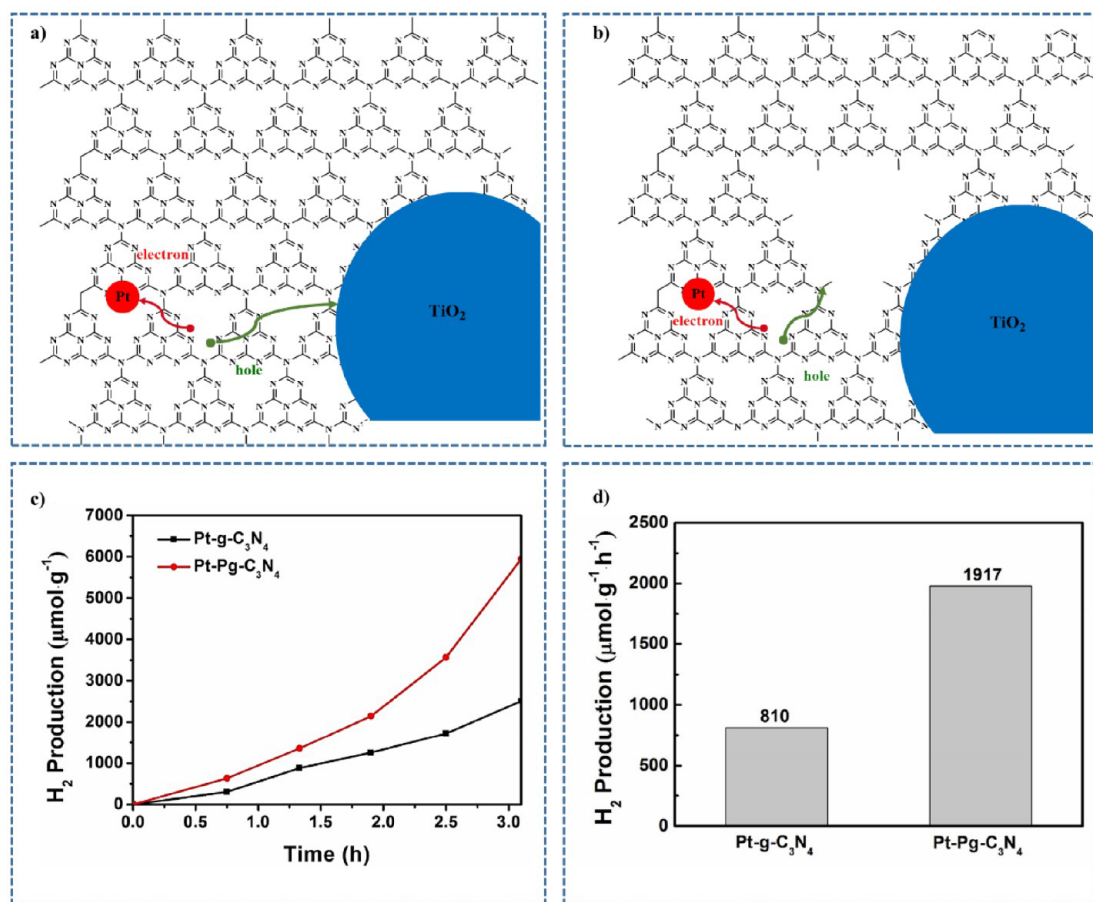 a)
electron
Pt
hole
TiO₂
b)
Pt
electron
hole
TiO₂
c)
H₂ Production (μmol·g⁻¹)
7000
6000
5000
4000
3000
2000
1000
0
Pt-g-C₃N₄
Pt-Pg-C₃N₄
0.0 0.5 1.0 1.5 2.0 2.5 3.0
Time (h)
d)
H₂ Production (μmol·g⁻¹·h⁻¹)
2500
2000
1500
1000
500
0
810
1917
Pt-g-C₃N₄ Pt-Pg-C₃N₄